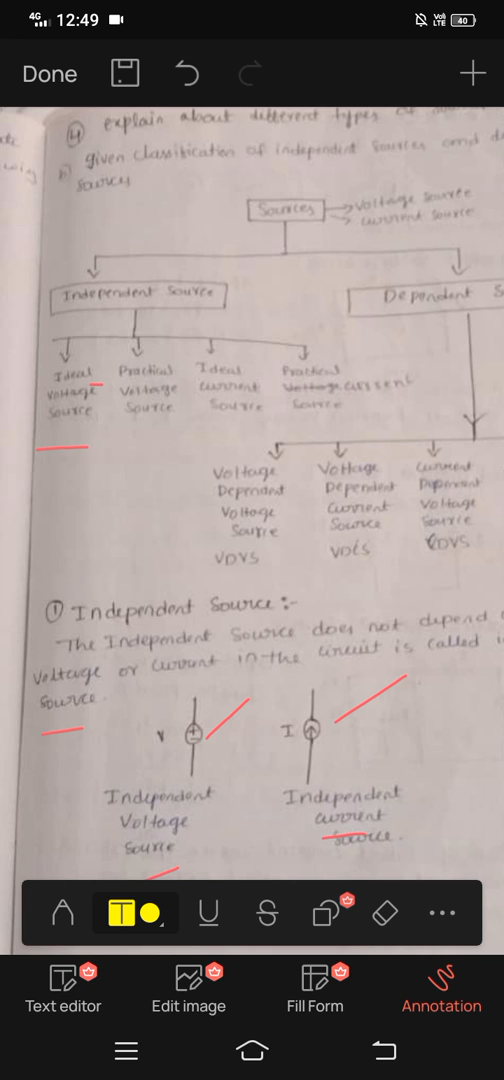 4G 12:49 Vo) LTE 40
Done
④ explain about different types of
given classification of independent sources and de
sources
Sources → voltage source
→ current source
Independent Source
Dependent S
Ideal Voltage Source
Practical Voltage Source
Ideal current Source
Practical current Source
Voltage Dependent Voltage Source VDVS
Voltage Dependent Current Source VDCS
Current Dependent Voltage Source CDVS
① Independent Source :-
The Independent Source does not depend
Voltage or current in the circuit is called
Source.
V
I
Independent Voltage Source
Independent current Source.
T U S
Text editor
Edit image
Fill Form
Annotation